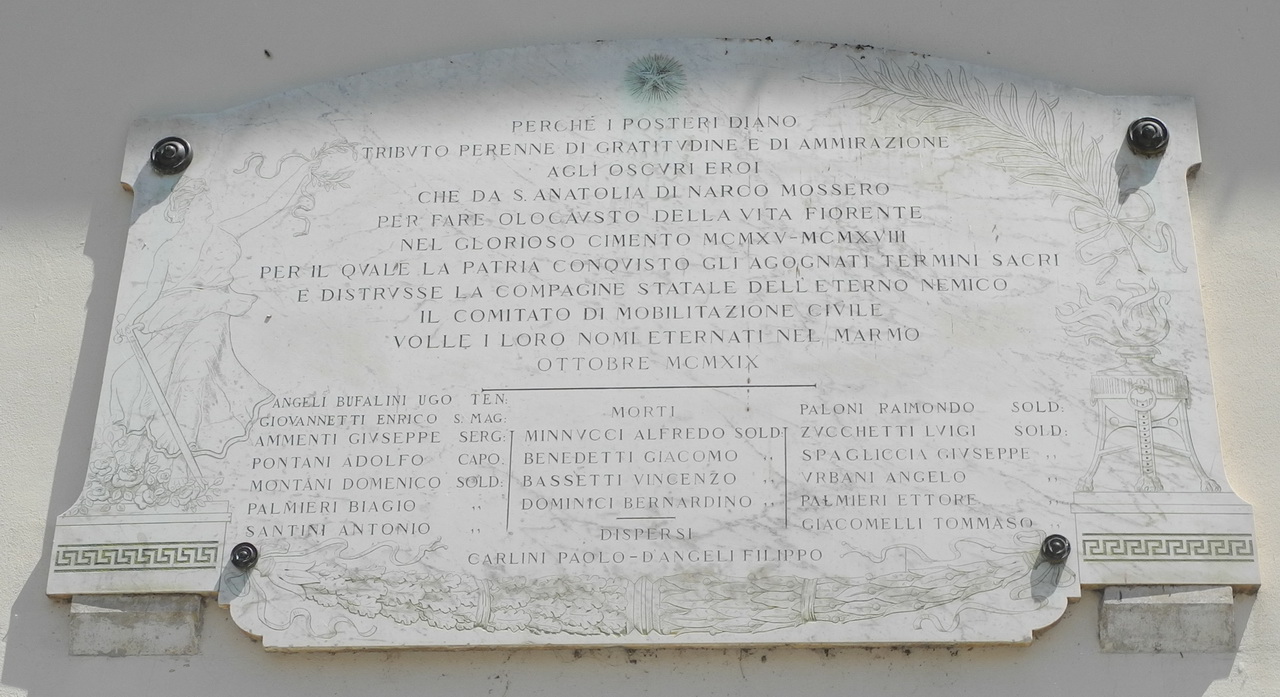 PERCHÉ I POSTERI DIANO
TRIBVTO PERENNE DI GRATITVDINE E DI AMMIRAZIONE
AGLI OSCVRI EROI
CHE DA S. ANATOLIA DI NARCO MOSSERO
PER FARE OLOCAVSTO DELLA VITA FIORENTE
NEL GLORIOSO CIMENTO MCMXV-MCMXVIII
PER IL QVALE LA PATRIA CONQVISTO GLI AGOGNATI TERMINI SACRI
E DISTRVSSE LA COMPAGINE STATALE DELL'ETERNO NEMICO
IL COMITATO DI MOBILITAZIONE CIVILE
VOLLE I LORO NOMI ETERNATI NEL MARMO
OTTOBRE MCMXIX
ANGELI BUFALINI UGO TEN:
GIOVANNETTI ENRICO S. MAG:
AMMENTI GIVSEPPE SERG:
PONTANI ADOLFO CAPO.
MONTANI DOMENICO SOLD:
PALMIERI BIAGIO ,,
SANTINI ANTONIO ,,
MORTI
MINNVCCI ALFREDO SOLD:
BENEDETTI GIACOMO ,,
BASSETTI VINCENZO ,,
DOMINICI BERNARDINO ,,
PALONI RAIMONDO SOLD:
ZVCCHETTI LVIGI SOLD:
SPAGLICCIA GIVSEPPE ,,
VRBANI ANGELO ,,
PALMIERI ETTORE ,,
GIACOMELLI TOMMASO ,,
DISPERSI
CARLINI PAOLO-D'ANGELI FILIPPO